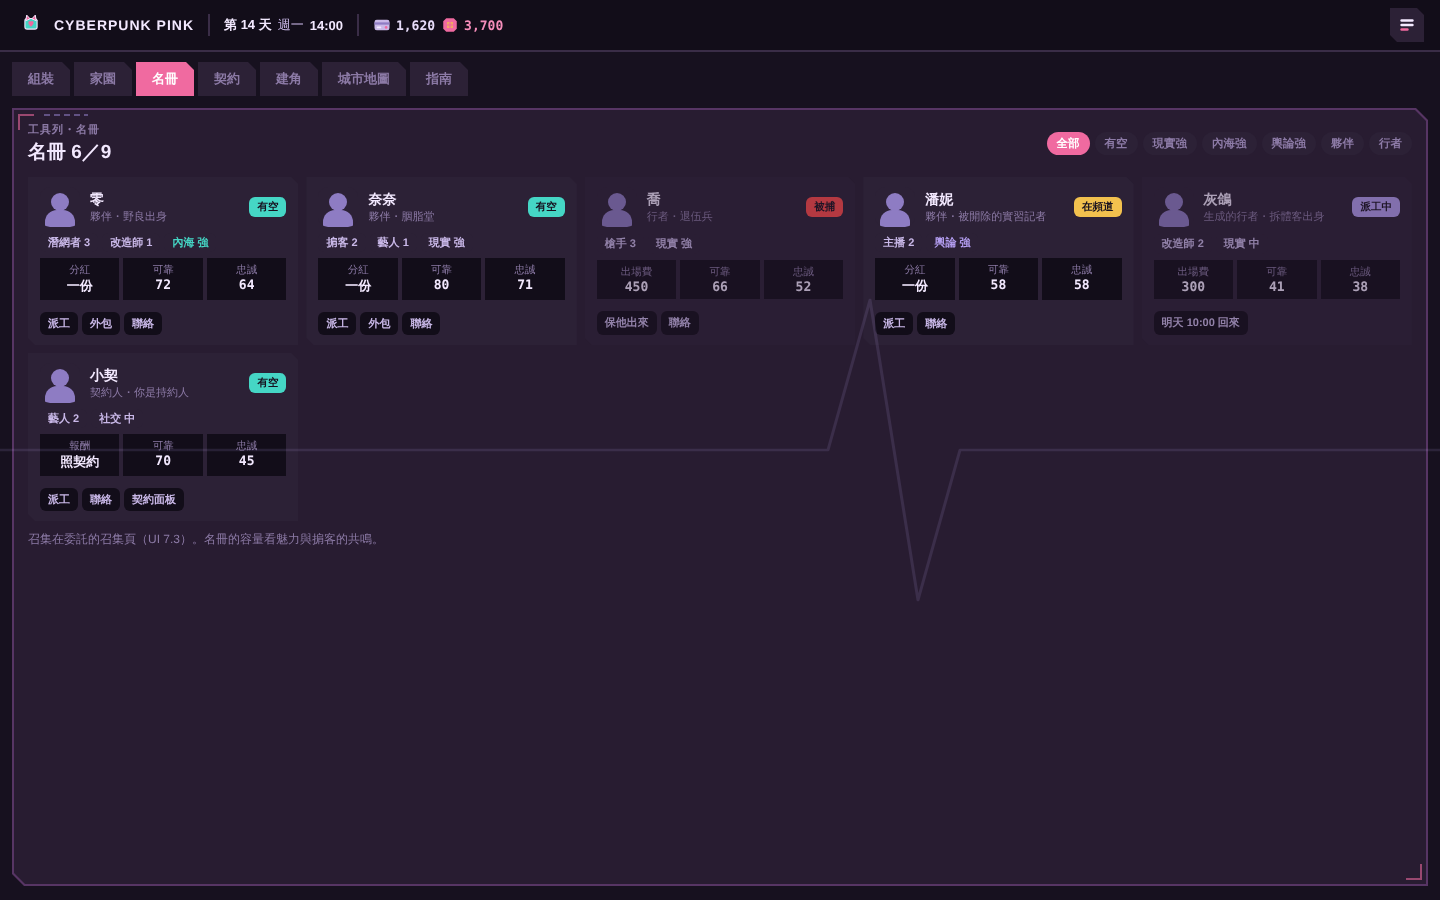 CYBERPUNK PINK 第 14 天 週一 14:00 1,620 3,700
組裝 家園 名冊 契約 建角 城市地圖 指南
工具列・名冊
名冊 6／9
全部 有空 現實強 內海強 輿論強 夥伴 行者
零
夥伴・野良出身
有空
潛網者 3 改造師 1 內海 強
分紅 可靠 忠誠
一份 72 64
派工 外包 聯絡
奈奈
夥伴・胭脂堂
有空
掮客 2 藝人 1 現實 強
分紅 可靠 忠誠
一份 80 71
派工 外包 聯絡
喬
行者・退伍兵
被捕
槍手 3 現實 強
出場費 可靠 忠誠
450 66 52
保他出來 聯絡
潘妮
夥伴・被開除的實習記者
在頻道
主播 2 輿論 強
分紅 可靠 忠誠
一份 58 58
派工 聯絡
灰鴿
生成的行者・拆體客出身
派工中
改造師 2 現實 中
出場費 可靠 忠誠
300 41 38
明天 10:00 回來
小契
契約人・你是持約人
有空
藝人 2 社交 中
報酬 可靠 忠誠
照契約 70 45
派工 聯絡 契約面板
召集在委託的召集頁（UI 7.3）。名冊的容量看魅力與掮客的共鳴。